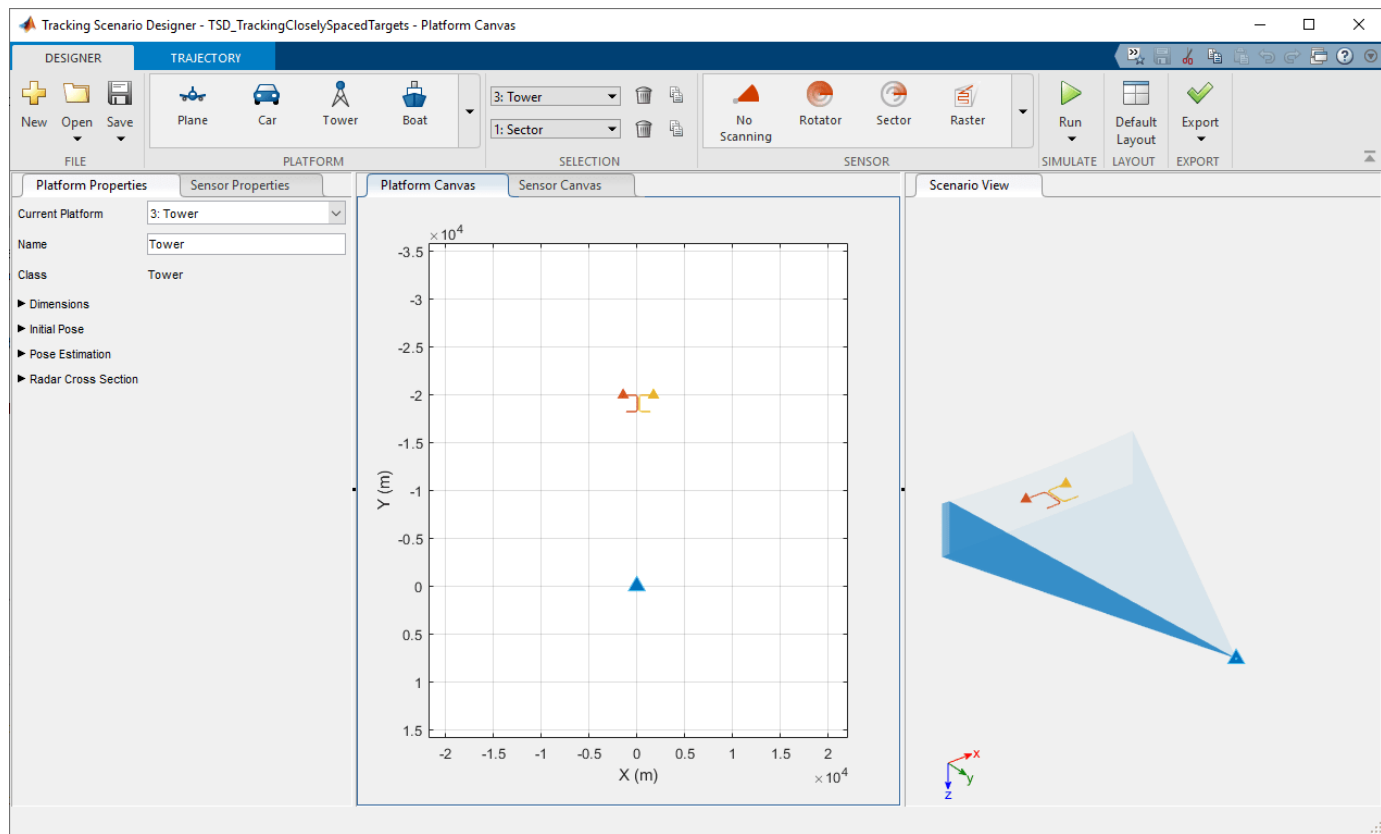 Tracking Scenario Designer - TSD_TrackingCloselySpacedTargets - Platform Canvas
DESIGNER TRAJECTORY
New Open Save Plane Car Tower Boat 3: Tower 1: Sector No Scanning Rotator Sector Raster Run Default Layout Export
FILE PLATFORM SELECTION SENSOR SIMULATE LAYOUT EXPORT
Platform Properties Sensor Properties Platform Canvas Sensor Canvas Scenario View
Current Platform 3: Tower
Name Tower
Class Tower
Dimensions
Initial Pose
Pose Estimation
Radar Cross Section
×10⁴
-3.5
-3
-2.5
-2
-1.5
-1
-0.5
0
0.5
1
1.5
Y (m)
-2 -1.5 -1 -0.5 0 0.5 1 1.5 2
X (m) ×10⁴
x
y
z